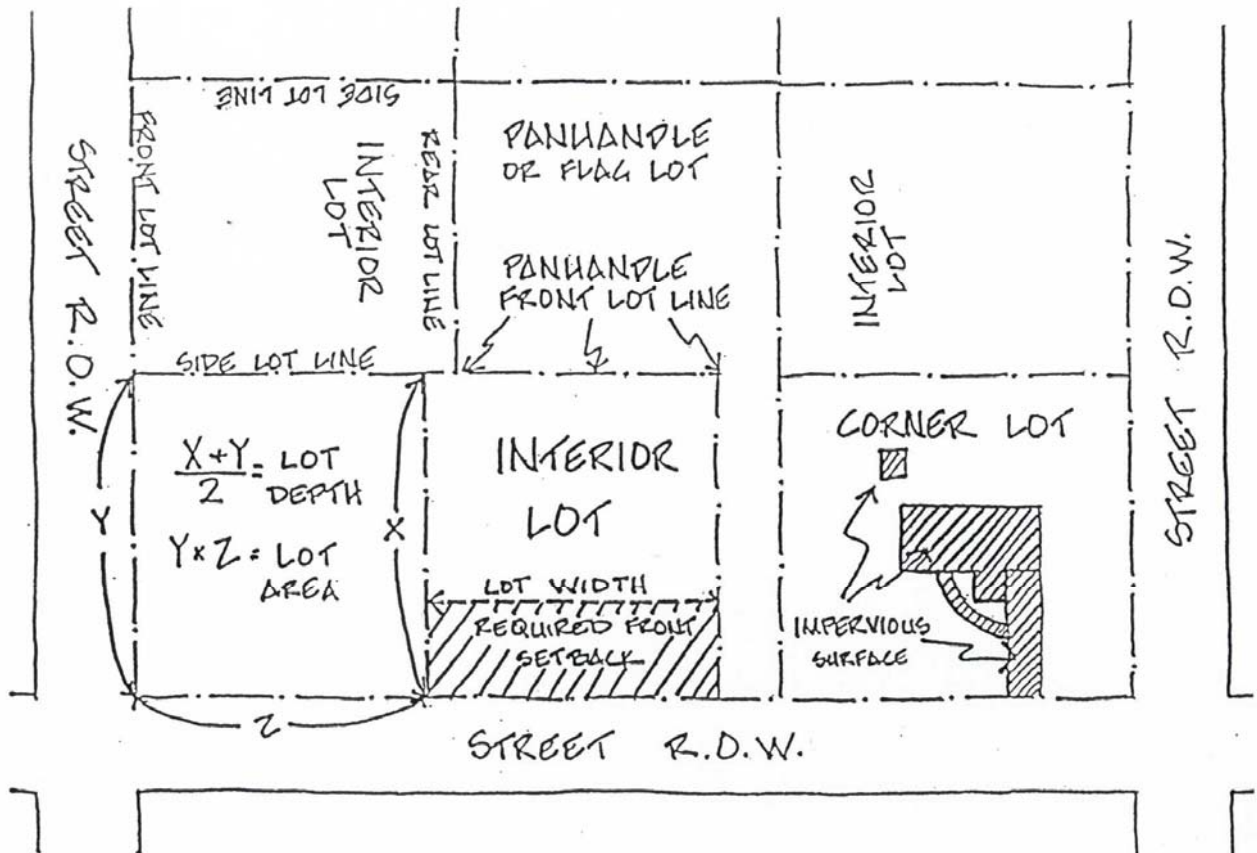 SIDE LOT LINE
FRONT LOT LINE
STREET R.O.W.
INTERIOR
LOT
REAR LOT LINE
PANHANDLE
OR FLAG LOT
PANHANDLE
FRONT LOT LINE
INTERIOR
LOT
STREET R.O.W.
SIDE LOT LINE
X+Y
2
= LOT
DEPTH
Y×Z = LOT
AREA
Y
X
Z
INTERIOR
LOT
LOT WIDTH
REQUIRED FRONT
SETBACK
CORNER LOT
IMPERVIOUS
SURFACE
STREET R.O.W.